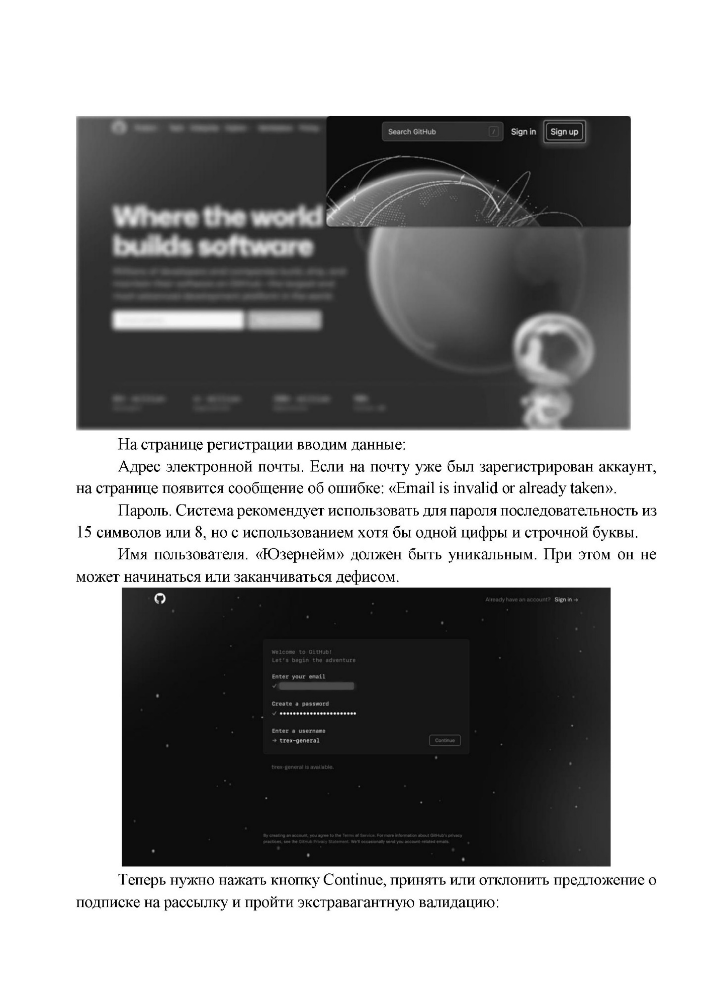 Search GitHub / Sign in Sign up
Where the world
builds software
На странице регистрации вводим данные:
Адрес электронной почты. Если на почту уже был зарегистрирован аккаунт,
на странице появится сообщение об ошибке: «Email is invalid or already taken».
Пароль. Система рекомендует использовать для пароля последовательность из
15 символов или 8, но с использованием хотя бы одной цифры и строчной буквы.
Имя пользователя. «Юзернейм» должен быть уникальным. При этом он не
может начинаться или заканчиваться дефисом.
Already have an account? Sign in →
Welcome to GitHub!
Let's begin the adventure
Enter your email
Create a password
Enter a username
→ trex-general Continue
tirex-general is available.
By creating an account, you agree to the Terms of Service. For more information about GitHub's privacy
practices, see the GitHub Privacy Statement. We'll occasionally send you account-related emails.
Теперь нужно нажать кнопку Continue, принять или отклонить предложение о
подписке на рассылку и пройти экстравагантную валидацию: